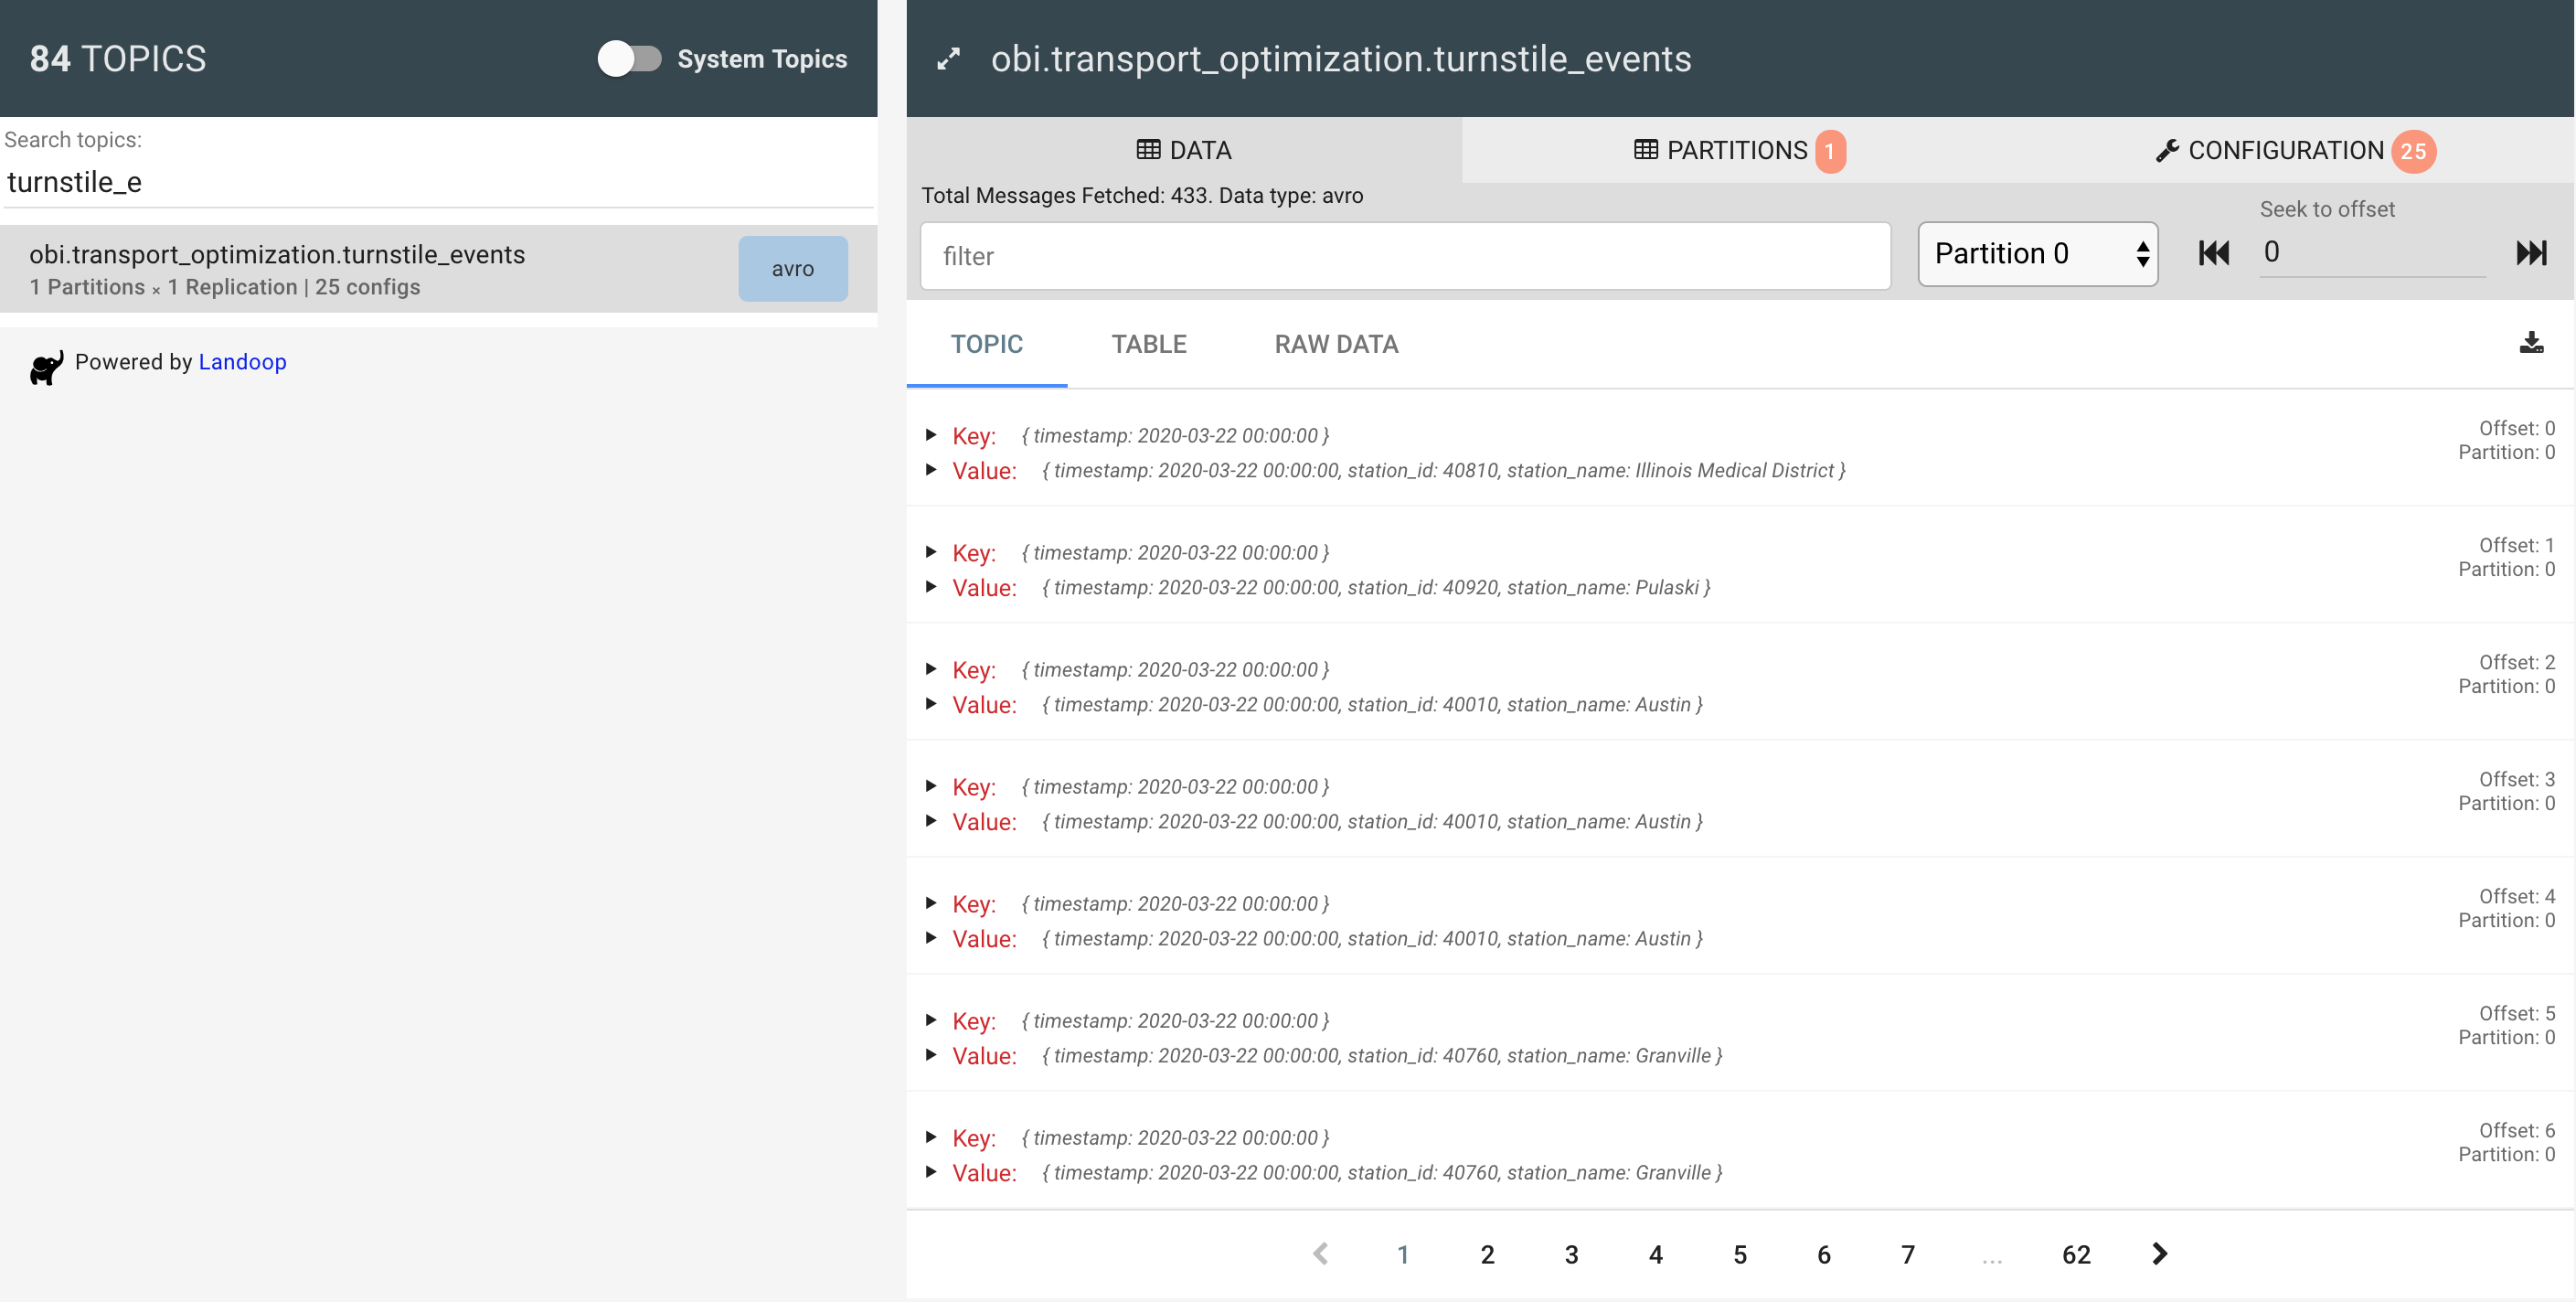 84 TOPICS
System Topics
Search topics:
turnstile_e
obi.transport_optimization.turnstile_events
1 Partitions × 1 Replication | 25 configs
avro
Powered by Landoop
obi.transport_optimization.turnstile_events
DATA
PARTITIONS 1
CONFIGURATION 25
Total Messages Fetched: 433. Data type: avro
filter
Partition 0
Seek to offset
0
TOPIC
TABLE
RAW DATA
Key: { timestamp: 2020-03-22 00:00:00 }
Value: { timestamp: 2020-03-22 00:00:00, station_id: 40810, station_name: Illinois Medical District }
Offset: 0
Partition: 0
Key: { timestamp: 2020-03-22 00:00:00 }
Value: { timestamp: 2020-03-22 00:00:00, station_id: 40920, station_name: Pulaski }
Offset: 1
Partition: 0
Key: { timestamp: 2020-03-22 00:00:00 }
Value: { timestamp: 2020-03-22 00:00:00, station_id: 40010, station_name: Austin }
Offset: 2
Partition: 0
Key: { timestamp: 2020-03-22 00:00:00 }
Value: { timestamp: 2020-03-22 00:00:00, station_id: 40010, station_name: Austin }
Offset: 3
Partition: 0
Key: { timestamp: 2020-03-22 00:00:00 }
Value: { timestamp: 2020-03-22 00:00:00, station_id: 40010, station_name: Austin }
Offset: 4
Partition: 0
Key: { timestamp: 2020-03-22 00:00:00 }
Value: { timestamp: 2020-03-22 00:00:00, station_id: 40760, station_name: Granville }
Offset: 5
Partition: 0
Key: { timestamp: 2020-03-22 00:00:00 }
Value: { timestamp: 2020-03-22 00:00:00, station_id: 40760, station_name: Granville }
Offset: 6
Partition: 0
1 2 3 4 5 6 7 ... 62